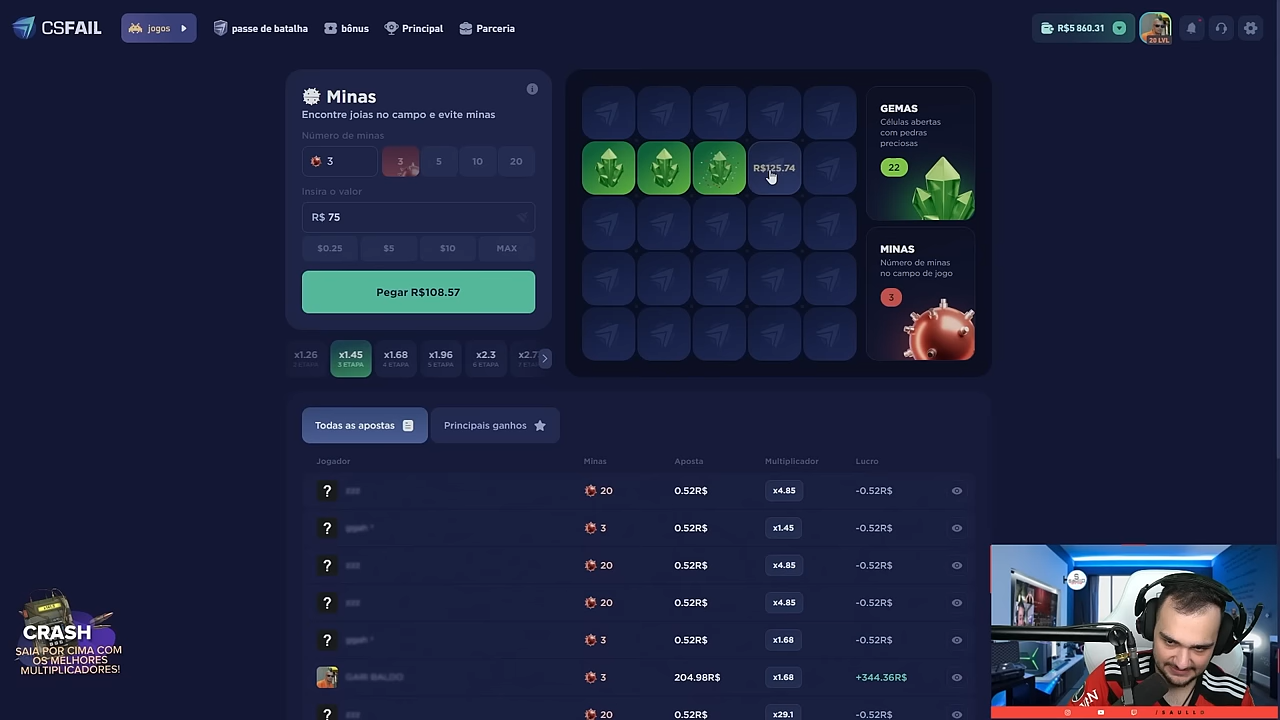 CSFAIL
jogos
passe de batalha
bônus
Principal
Parceria
R$5 860.31
20 LVL
Minas
Encontre joias no campo e evite minas
Número de minas
3
3
5
10
20
Insira o valor
R$ 75
$0.25
$5
$10
MAX
Pegar R$108.57
x1.26
2 ETAPA
x1.45
3 ETAPA
x1.68
4 ETAPA
x1.96
5 ETAPA
x2.3
6 ETAPA
R$125.74
GEMAS
Células abertas
com pedras
preciosas
22
MINAS
Número de minas
no campo de jogo
3
Todas as apostas
Principais ganhos
Jogador Minas Aposta Multiplicador Lucro
? 20 0.52R$ x4.85 -0.52R$
? 3 0.52R$ x1.45 -0.52R$
? 20 0.52R$ x4.85 -0.52R$
? 20 0.52R$ x4.85 -0.52R$
? 3 0.52R$ x1.68 -0.52R$
3 204.98R$ x1.68 +344.36R$
? 20 0.52R$ x29.1 -0.52R$
CRASH
SAIA POR CIMA COM
OS MELHORES
MULTIPLICADORES!
/SAULLO